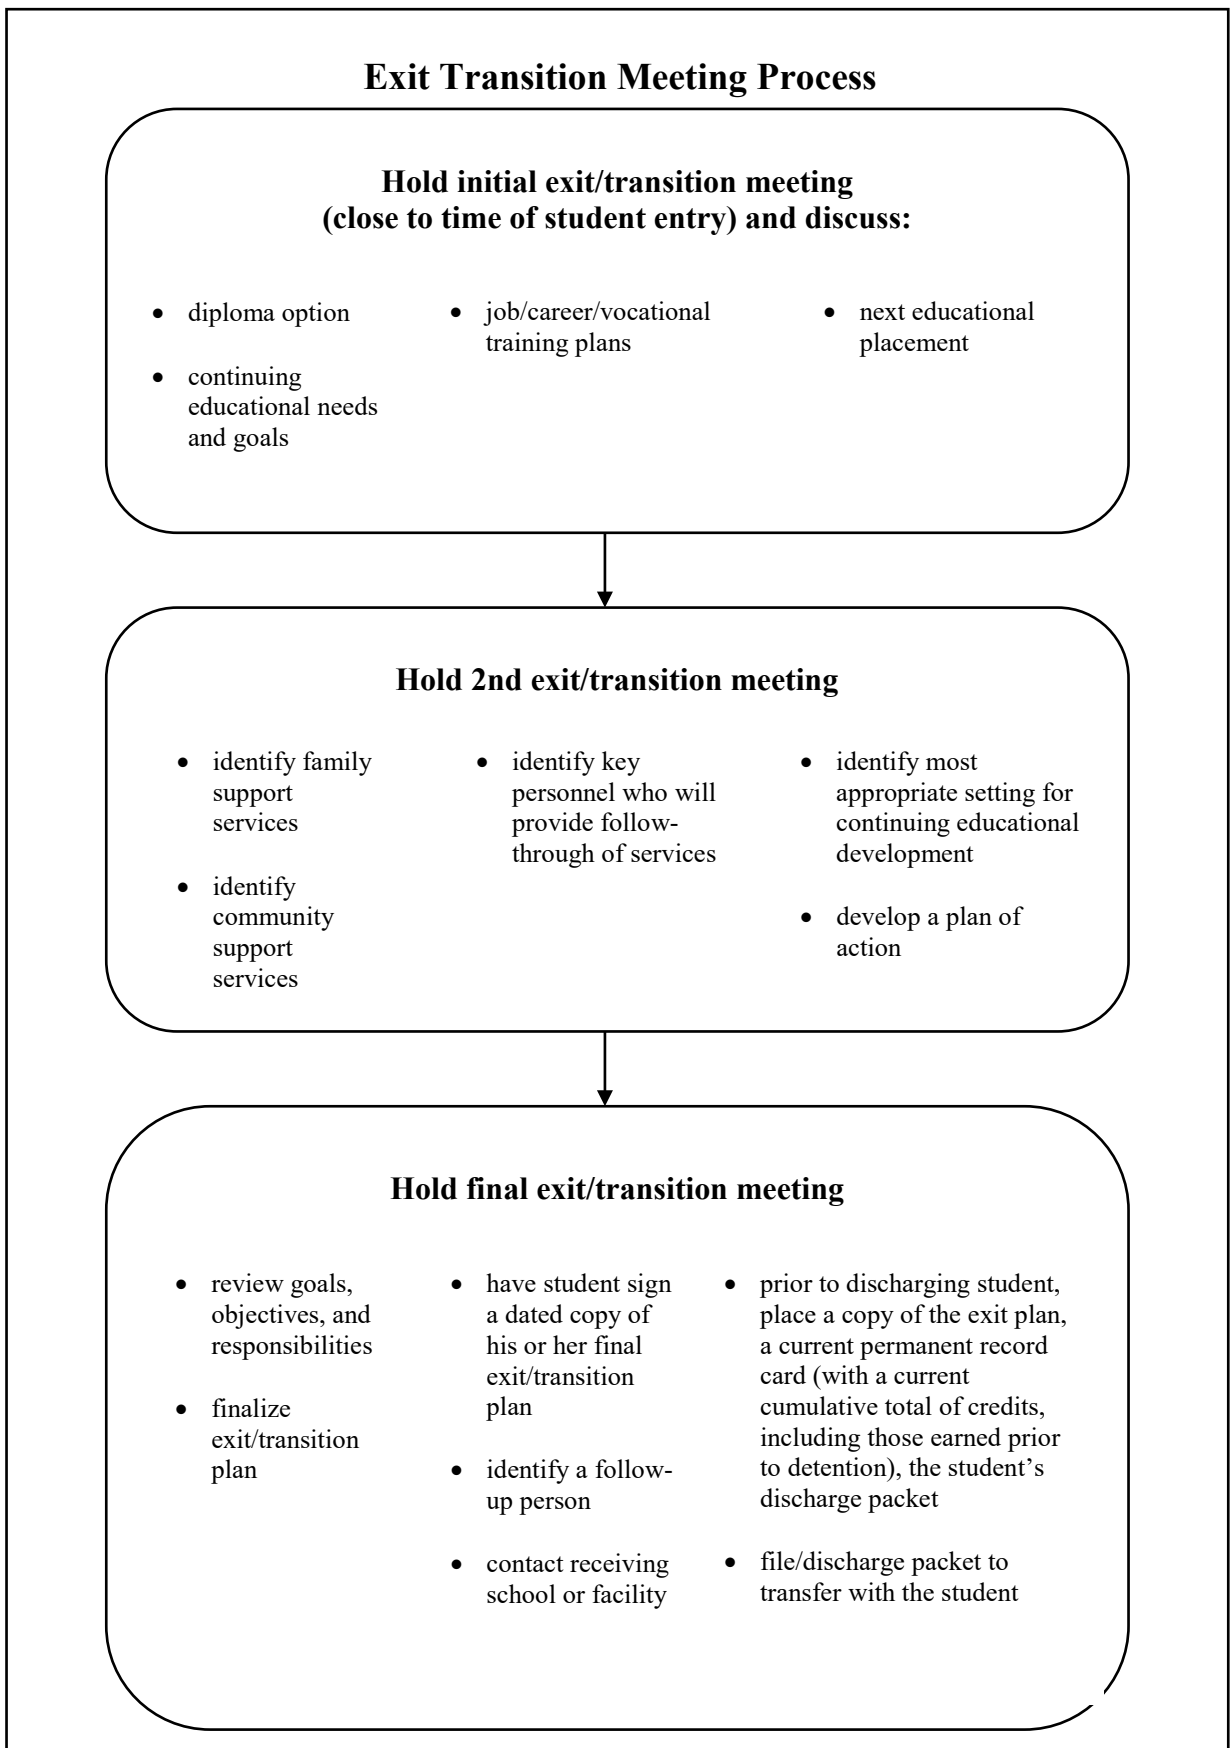 Exit Transition Meeting Process
Hold initial exit/transition meeting
(close to time of student entry) and discuss:
• diploma option
• continuing
educational needs
and goals
• job/career/vocational
training plans
• next educational
placement
Hold 2nd exit/transition meeting
• identify family
support
services
• identify
community
support
services
• identify key
personnel who will
provide follow-
through of services
• identify most
appropriate setting for
continuing educational
development
• develop a plan of
action
Hold final exit/transition meeting
• review goals,
objectives, and
responsibilities
• finalize
exit/transition
plan
• have student sign
a dated copy of
his or her final
exit/transition
plan
• identify a follow-
up person
• contact receiving
school or facility
• prior to discharging student,
place a copy of the exit plan,
a current permanent record
card (with a current
cumulative total of credits,
including those earned prior
to detention), the student’s
discharge packet
• file/discharge packet to
transfer with the student